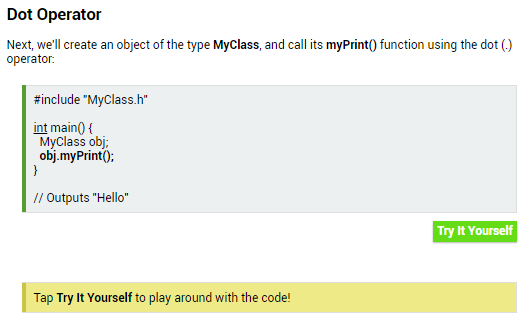 Dot Operator
Next, we'll create an object of the type MyClass, and call its myPrint() function using the dot (.)
operator:
#include "MyClass.h"
int main() {
MyClass obj;
obj.myPrint();
}
// Outputs "Hello"
Try It Yourself
Tap Try It Yourself to play around with the code!